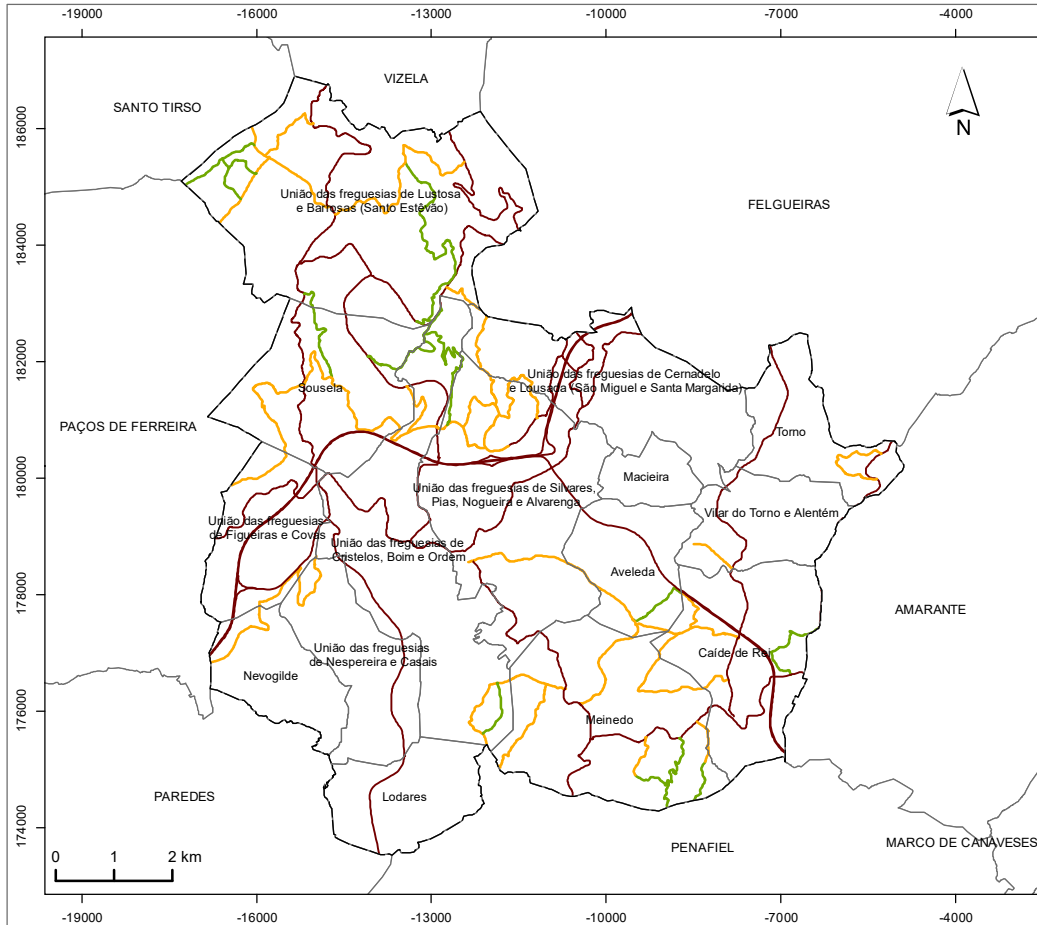 -19000
-16000
-13000
-10000
-7000
-4000
VIZELA
SANTO TIRSO
186000
N
União das freguesias de Lustosa
e Barrosas (Santo Estêvão)
FELGUEIRAS
184000
182000
União das freguesias de Cernadelo
e Lousada (São Miguel e Santa Margarida)
Sousela
PAÇOS DE FERREIRA
Torno
180000
Macieira
União das freguesias de Silvares,
Pias, Nogueira e Alvarenga
Vilar do Torno e Alentém
União das freguesias
de Figueiras e Covas
União das freguesias de
Cristelos, Boim e Ordem
Aveleda
178000
AMARANTE
União das freguesias
de Nespereira e Casais
Caíde de Rei
Nevogilde
176000
Meinedo
PAREDES
Lodares
174000
PENAFIEL
MARCO DE CANAVESES
0
1
2 km
-19000
-16000
-13000
-10000
-7000
-4000